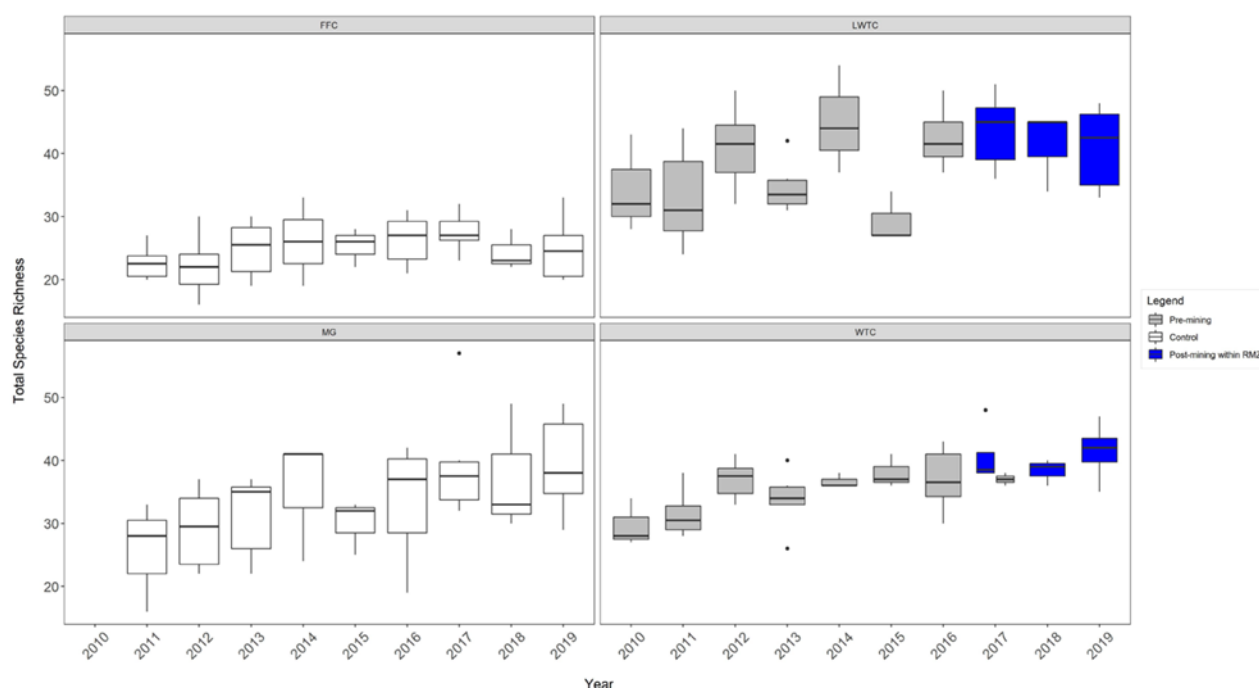 FFC
LWTC
50
40
30
20
MG
WTC
50
40
30
20
Total Species Richness
2010 2011 2012 2013 2014 2015 2016 2017 2018 2019
2010 2011 2012 2013 2014 2015 2016 2017 2018 2019
Year
Legend
Pre-mining
Control
Post-mining within RMZ